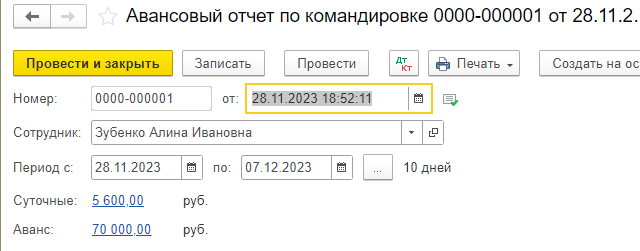 Авансовый отчет по командировке 0000-000001 от 28.11.2
Провести и закрыть Записать Провести Дт Кт Печать Создать на ос
Номер: 0000-000001 от: 28.11.2023 18:52:11
Сотрудник: Зубенко Алина Ивановна
Период с: 28.11.2023 по: 07.12.2023 ... 10 дней
Суточные: 5 600,00 руб.
Аванс: 70 000,00 руб.